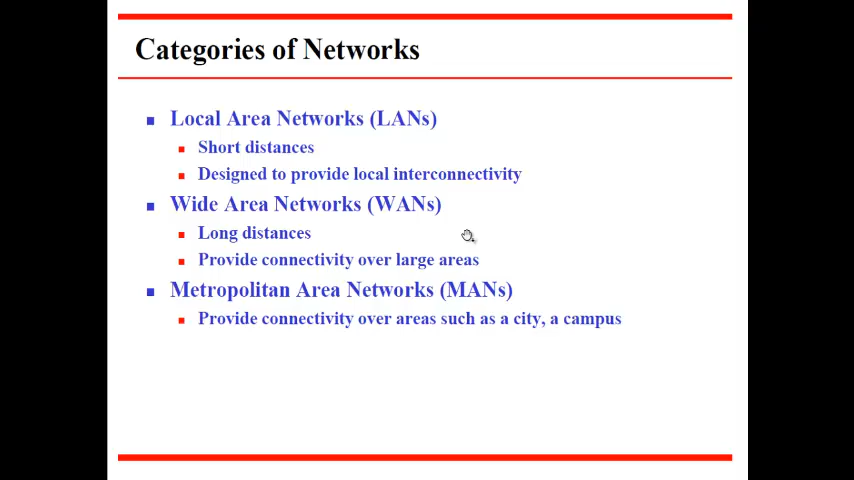 Categories of Networks
Local Area Networks (LANs)
Short distances
Designed to provide local interconnectivity
Wide Area Networks (WANs)
Long distances
Provide connectivity over large areas
Metropolitan Area Networks (MANs)
Provide connectivity over areas such as a city, a campus